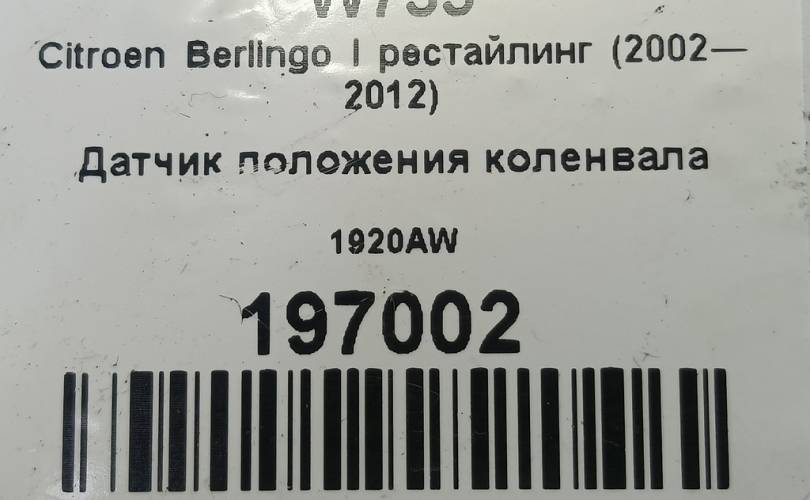 Citroen Berlingo I рестайлинг (2002—
2012)
Датчик положения коленвала
1920AW
197002